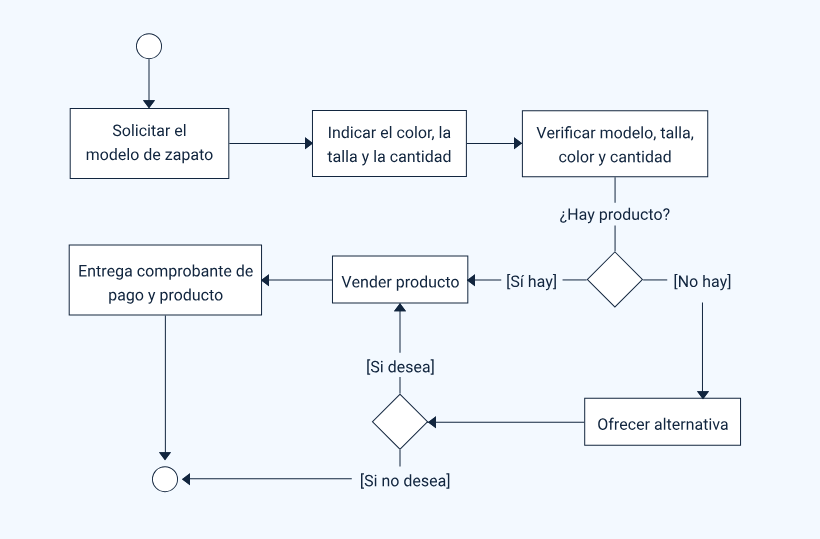 Solicitar el
modelo de zapato
Indicar el color, la
talla y la cantidad
Verificar modelo, talla,
color y cantidad
¿Hay producto?
[Sí hay]
[No hay]
Vender producto
Entrega comprobante de
pago y producto
[Si desea]
Ofrecer alternativa
[Si no desea]